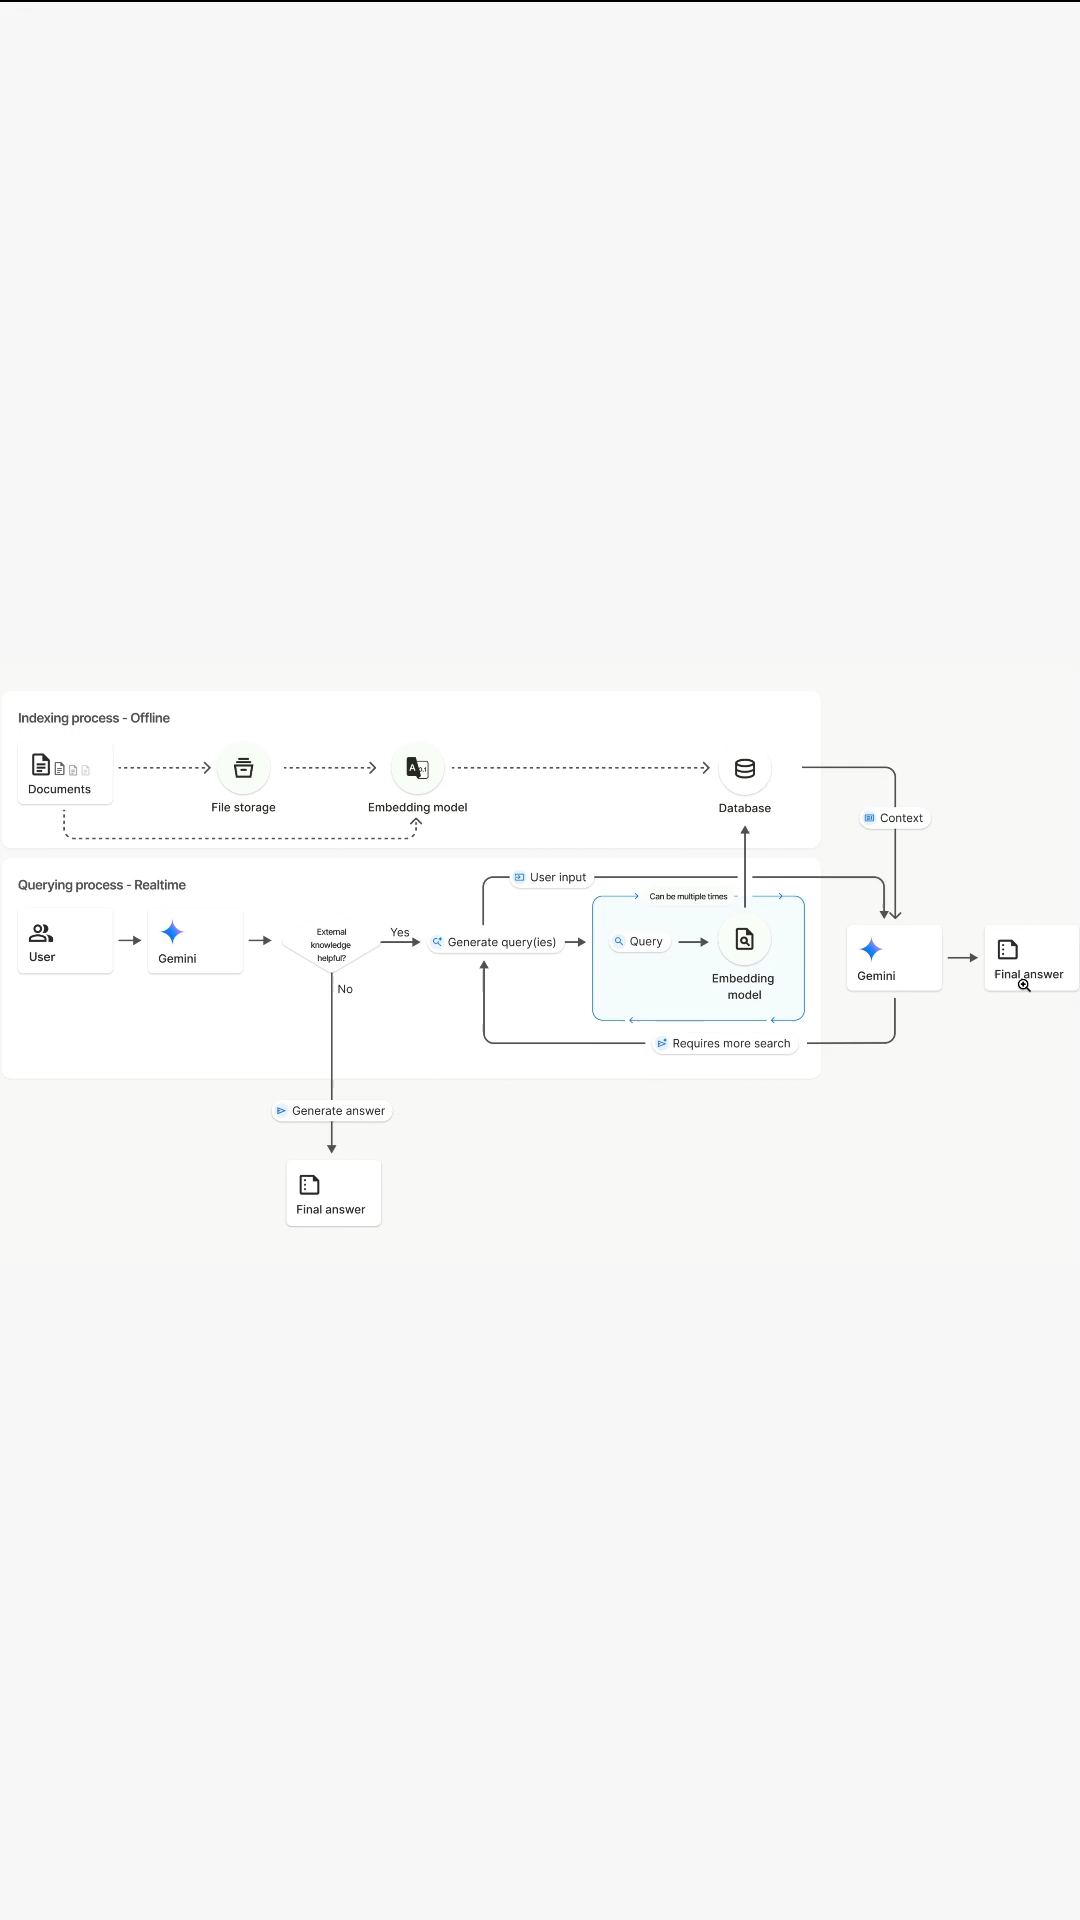 Indexing process - Offline
Documents
File storage
Embedding model
Database
Context
Querying process - Realtime
User input
Can be multiple times
User
Gemini
External
knowledge
helpful?
Yes
No
Generate query(ies)
Query
Embedding
model
Gemini
Final answer
Requires more search
Generate answer
Final answer